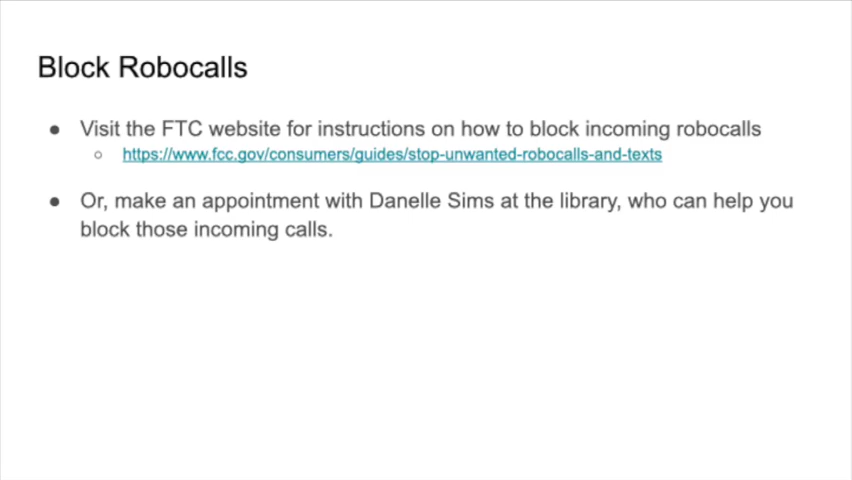 Block Robocalls
● Visit the FTC website for instructions on how to block incoming robocalls
○ https://www.fcc.gov/consumers/guides/stop-unwanted-robocalls-and-texts
● Or, make an appointment with Danelle Sims at the library, who can help you
block those incoming calls.